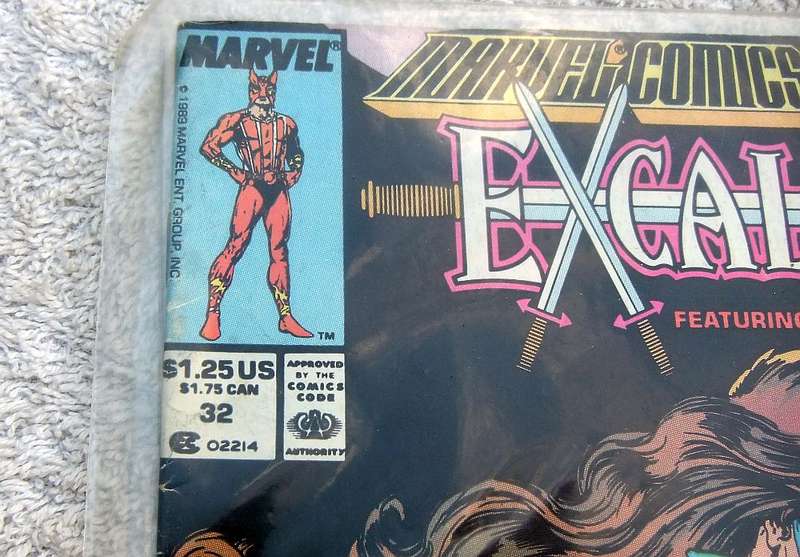 MARVEL®
© 1989 MARVEL ENT. GROUP, INC.
TM
$1.25 US
$1.75 CAN
32
02214
APPROVED
BY THE
COMICS
CODE
AUTHORITY
MARVEL® COMICS
EXCAL
FEATURING